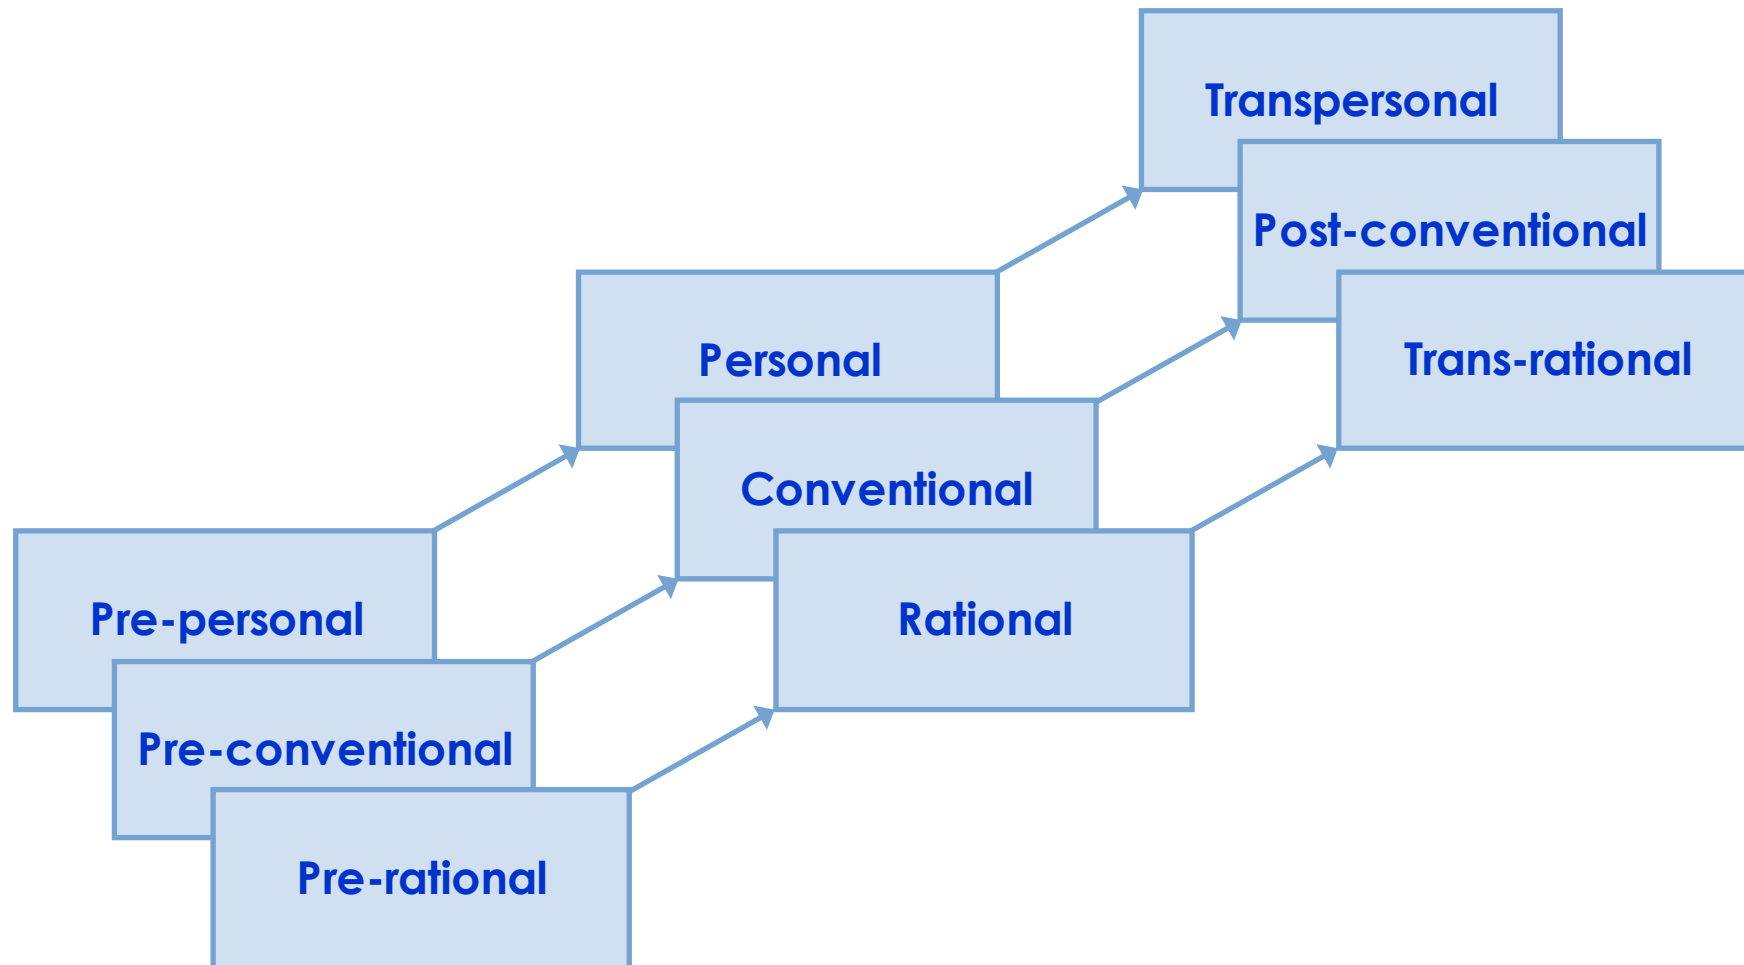 Transpersonal
Post-conventional
Trans-rational
Personal
Conventional
Rational
Pre-personal
Pre-conventional
Pre-rational